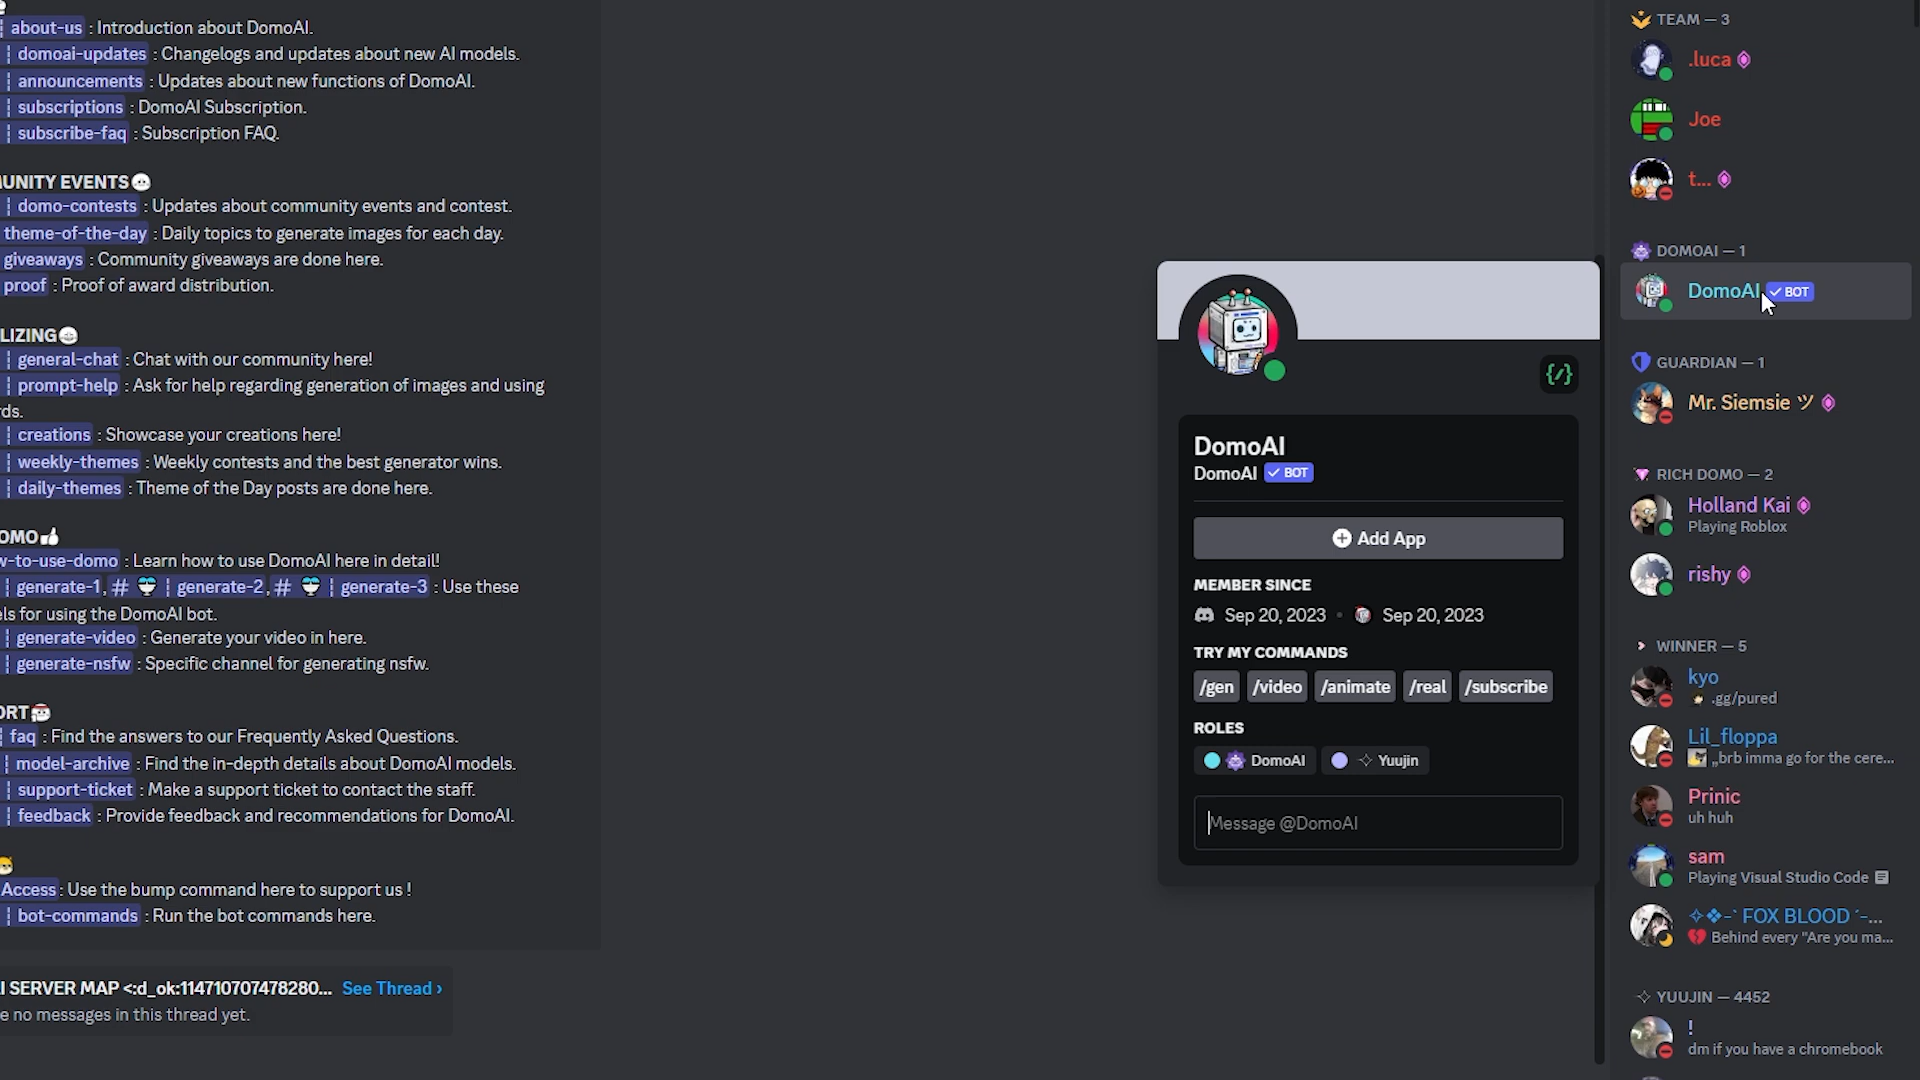 about-us : Introduction about DomoAI.
domoai-updates : Changelogs and updates about new AI models.
announcements : Updates about new functions of DomoAI.
subscriptions : DomoAI Subscription.
subscribe-faq : Subscription FAQ.
UNITY EVENTS
domo-contests : Updates about community events and contest.
theme-of-the-day : Daily topics to generate images for each day.
giveaways : Community giveaways are done here.
proof : Proof of award distribution.
LIZING
general-chat : Chat with our community here!
prompt-help : Ask for help regarding generation of images and using
rds.
creations : Showcase your creations here!
weekly-themes : Weekly contests and the best generator wins.
daily-themes : Theme of the Day posts are done here.
OMO
w-to-use-domo : Learn how to use DomoAI here in detail!
generate-1, # | generate-2, # | generate-3 : Use these
els for using the DomoAI bot.
generate-video : Generate your video in here.
generate-nsfw : Specific channel for generating nsfw.
ORT
faq : Find the answers to our Frequently Asked Questions.
model-archive : Find the in-depth details about DomoAI models.
support-ticket : Make a support ticket to contact the staff.
feedback : Provide feedback and recommendations for DomoAI.
Access : Use the bump command here to support us !
bot-commands : Run the bot commands here.
I SERVER MAP <:d_ok:114710707478280... See Thread ›
e no messages in this thread yet.
DomoAI
DomoAI BOT
Add App
MEMBER SINCE
Sep 20, 2023 • Sep 20, 2023
TRY MY COMMANDS
/gen /video /animate /real /subscribe
ROLES
DomoAI Yuujin
Message @DomoAI
TEAM — 3
.luca
Joe
t...
DOMOAI — 1
DomoAI BOT
GUARDIAN — 1
Mr. Siemsie ツ
RICH DOMO — 2
Holland Kai
Playing Roblox
rishy
WINNER — 5
kyo
.gg/pured
Lil_floppa
„brb imma go for the cere...
Prinic
uh huh
sam
Playing Visual Studio Code
✧❖-` FOX BLOOD ´-...
Behind every "Are you ma...
YUUJIN — 4452
!
dm if you have a chromebook